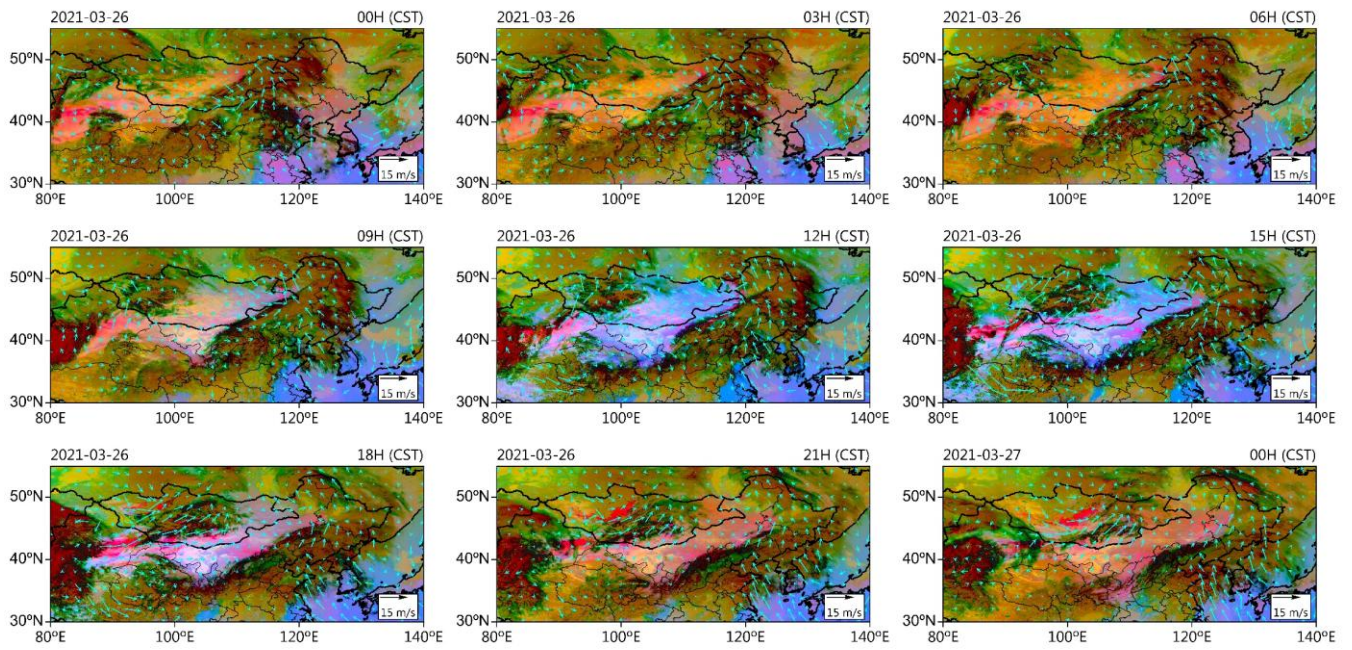 2021-03-26 00H (CST)
2021-03-26 03H (CST)
2021-03-26 06H (CST)
50ºN
40ºN
30ºN
15 m/s
80ºE 100ºE 120ºE 140ºE
50ºN
40ºN
30ºN
15 m/s
80ºE 100ºE 120ºE 140ºE
50ºN
40ºN
30ºN
15 m/s
80ºE 100ºE 120ºE 140ºE
2021-03-26 09H (CST)
2021-03-26 12H (CST)
2021-03-26 15H (CST)
50ºN
40ºN
30ºN
15 m/s
80ºE 100ºE 120ºE 140ºE
50ºN
40ºN
30ºN
15 m/s
80ºE 100ºE 120ºE 140ºE
50ºN
40ºN
30ºN
15 m/s
80ºE 100ºE 120ºE 140ºE
2021-03-26 18H (CST)
2021-03-26 21H (CST)
2021-03-27 00H (CST)
50ºN
40ºN
30ºN
15 m/s
80ºE 100ºE 120ºE 140ºE
50ºN
40ºN
30ºN
15 m/s
80ºE 100ºE 120ºE 140ºE
50ºN
40ºN
30ºN
15 m/s
80ºE 100ºE 120ºE 140ºE